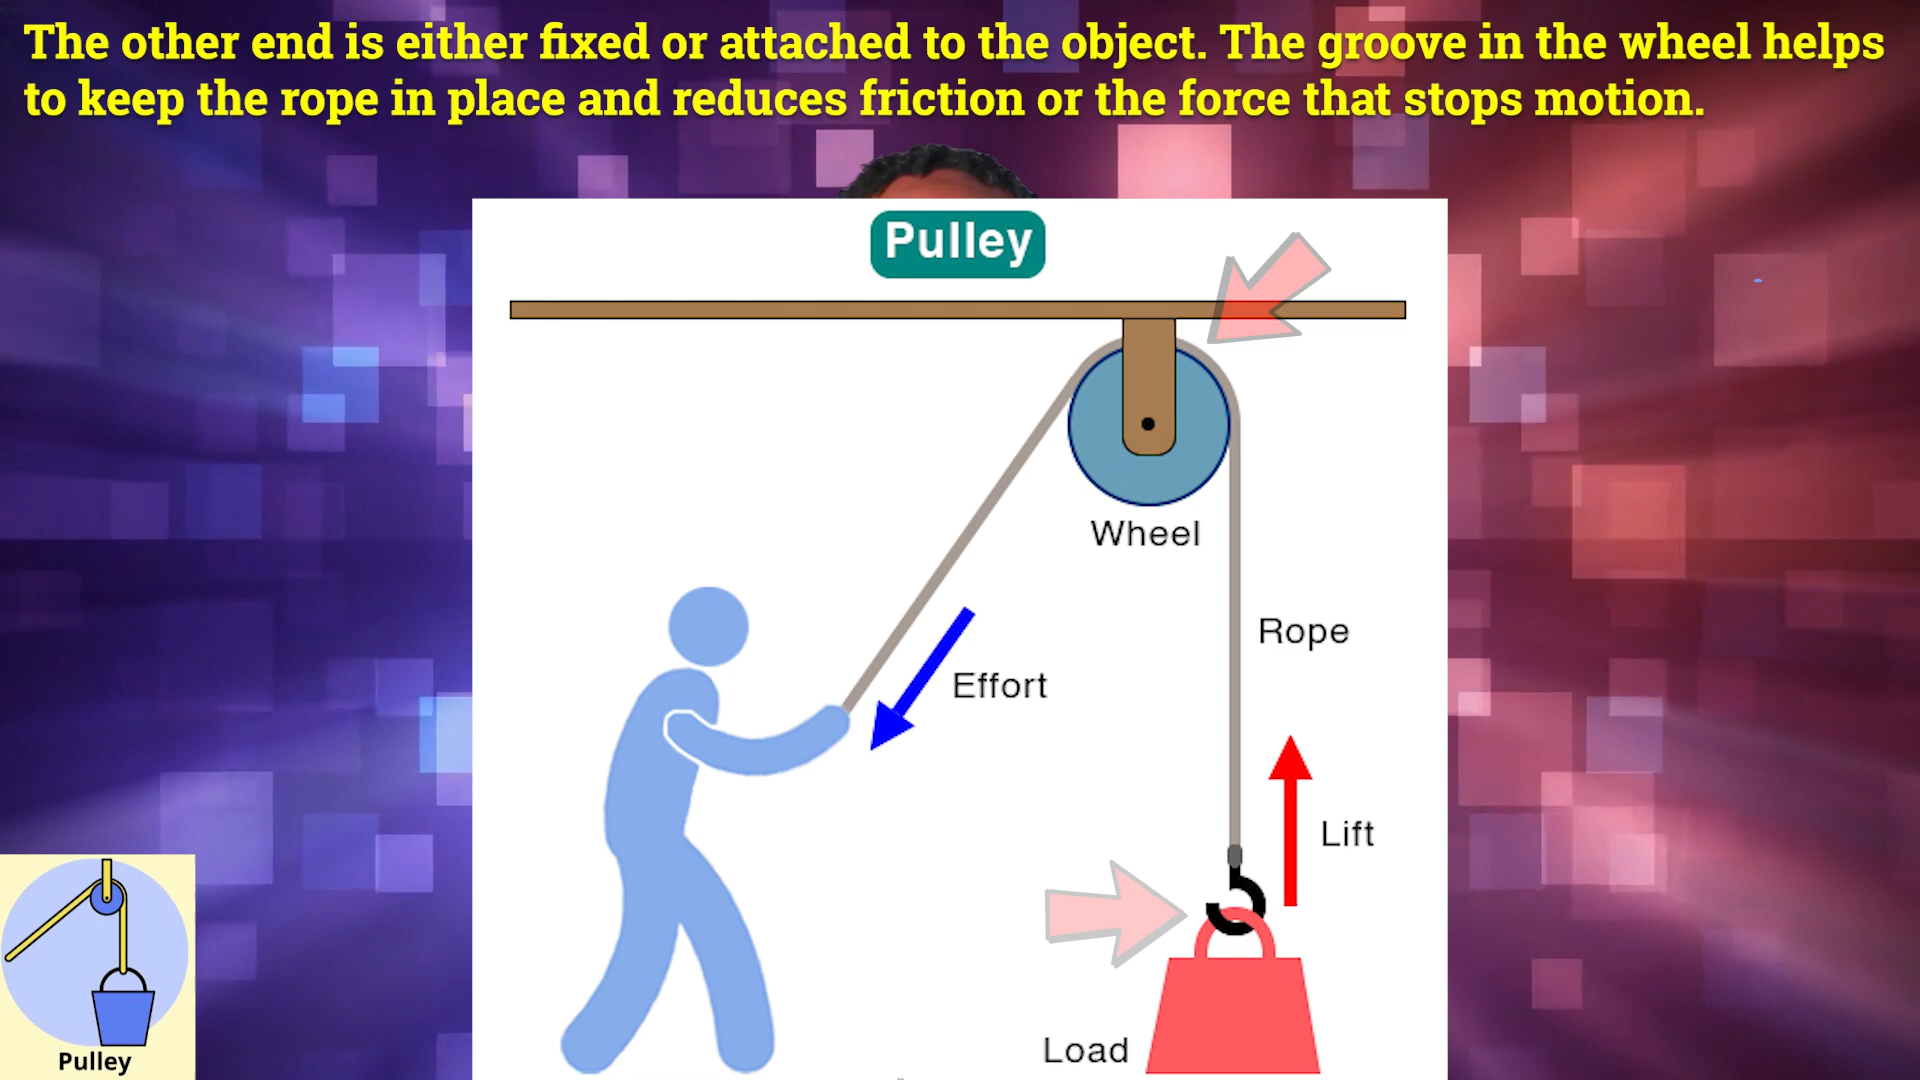 The other end is either fixed or attached to the object. The groove in the wheel helps
to keep the rope in place and reduces friction or the force that stops motion.
Pulley
Wheel
Rope
Effort
Lift
Load
Pulley